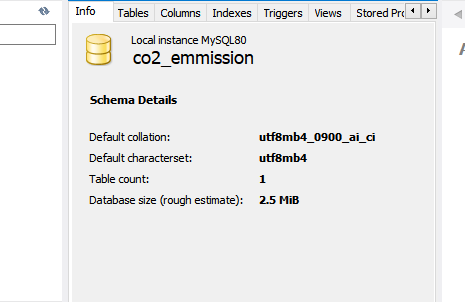 Info Tables Columns Indexes Triggers Views Stored Pro
Local instance MySQL80
co2_emmission
Schema Details
Default collation: utf8mb4_0900_ai_ci
Default characterset: utf8mb4
Table count: 1
Database size (rough estimate): 2.5 MiB